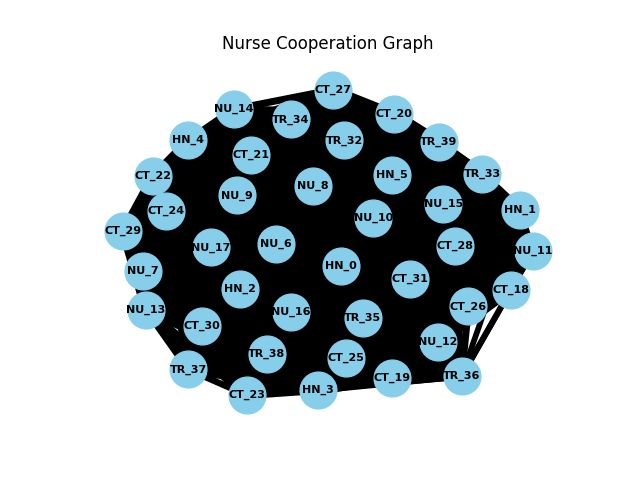 Nurse Cooperation Graph
CT_27
NU_14
CT_20
TR_34
HN_4
TR_32
TR_39
CT_21
CT_22
HN_5
TR_33
NU_8
NU_9
NU_15
CT_24
HN_1
NU_10
CT_29
NU_6
CT_28
NU_17
NU_11
HN_0
NU_7
CT_31
HN_2
CT_18
CT_26
NU_13
NU_16
TR_35
CT_30
NU_12
TR_38
CT_25
TR_37
TR_36
CT_19
HN_3
CT_23